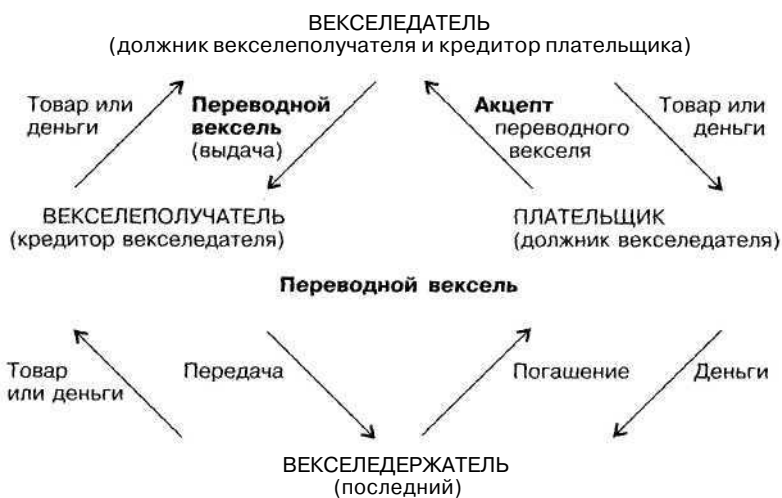 ВЕКСЕЛЕДАТЕЛЬ
(должник векселеполучателя и кредитор плательщика)
Товар или
деньги
Переводной
вексель
(выдача)
Акцепт
переводного
векселя
Товар или
деньги
ВЕКСЕЛЕПОЛУЧАТЕЛЬ
(кредитор векселедателя)
ПЛАТЕЛЬЩИК
(должник векселедателя)
Переводной вексель
Товар
или деньги
Передача
Погашение
Деньги
ВЕКСЕЛЕДЕРЖАТЕЛЬ
(последний)